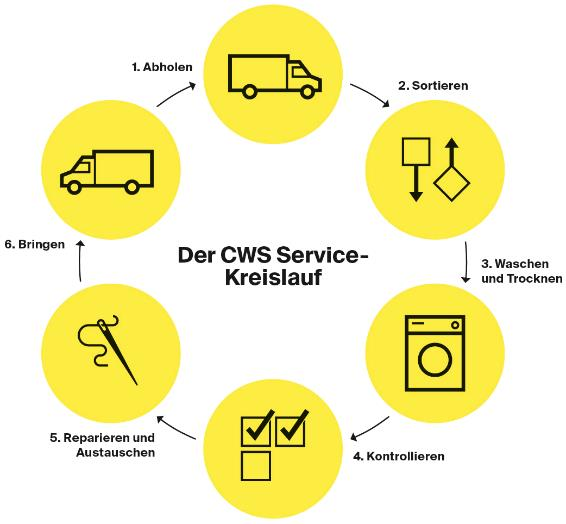 1. Abholen
2. Sortieren
6. Bringen
Der CWS Service-
Kreislauf
3. Waschen
und Trocknen
5. Reparieren und
Austauschen
4. Kontrollieren